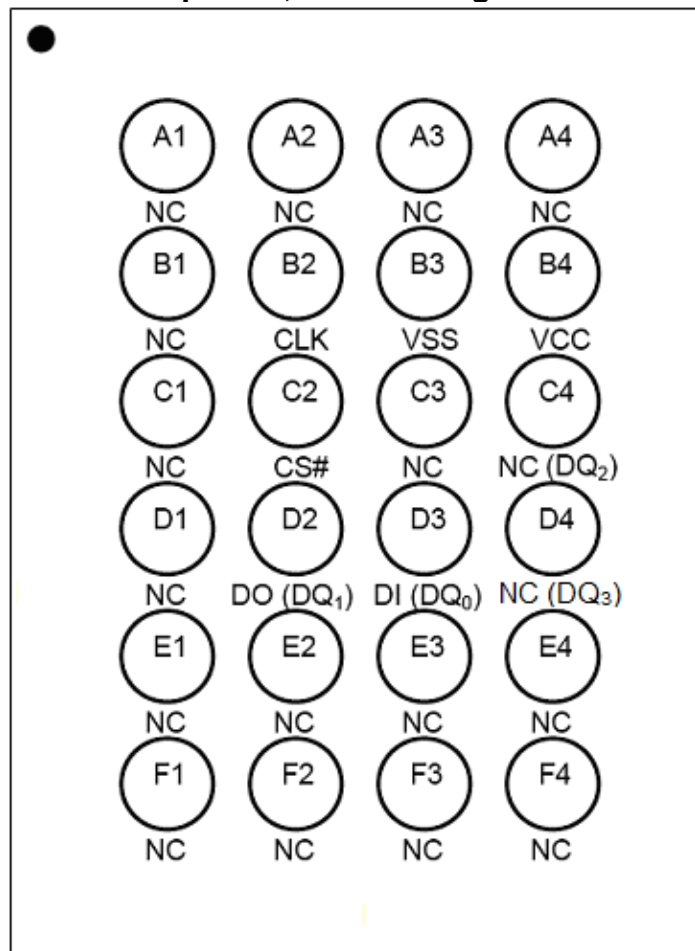 A1 A2 A3 A4
NC NC NC NC
B1 B2 B3 B4
NC CLK VSS VCC
C1 C2 C3 C4
NC CS# NC NC (DQ₂)
D1 D2 D3 D4
NC DO (DQ₁) DI (DQ₀) NC (DQ₃)
E1 E2 E3 E4
NC NC NC NC
F1 F2 F3 F4
NC NC NC NC